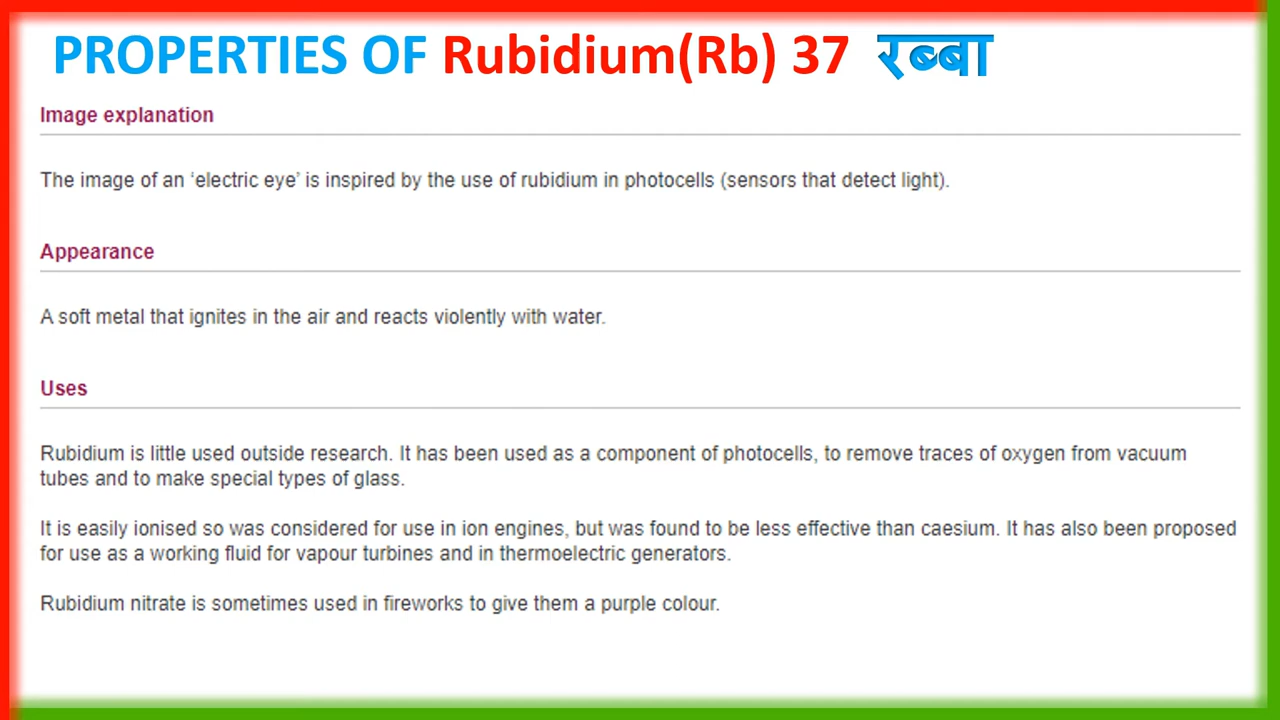 PROPERTIES OF Rubidium(Rb) 37 रब्बा
Image explanation
The image of an ‘electric eye’ is inspired by the use of rubidium in photocells (sensors that detect light).
Appearance
A soft metal that ignites in the air and reacts violently with water.
Uses
Rubidium is little used outside research. It has been used as a component of photocells, to remove traces of oxygen from vacuum
tubes and to make special types of glass.
It is easily ionised so was considered for use in ion engines, but was found to be less effective than caesium. It has also been proposed
for use as a working fluid for vapour turbines and in thermoelectric generators.
Rubidium nitrate is sometimes used in fireworks to give them a purple colour.